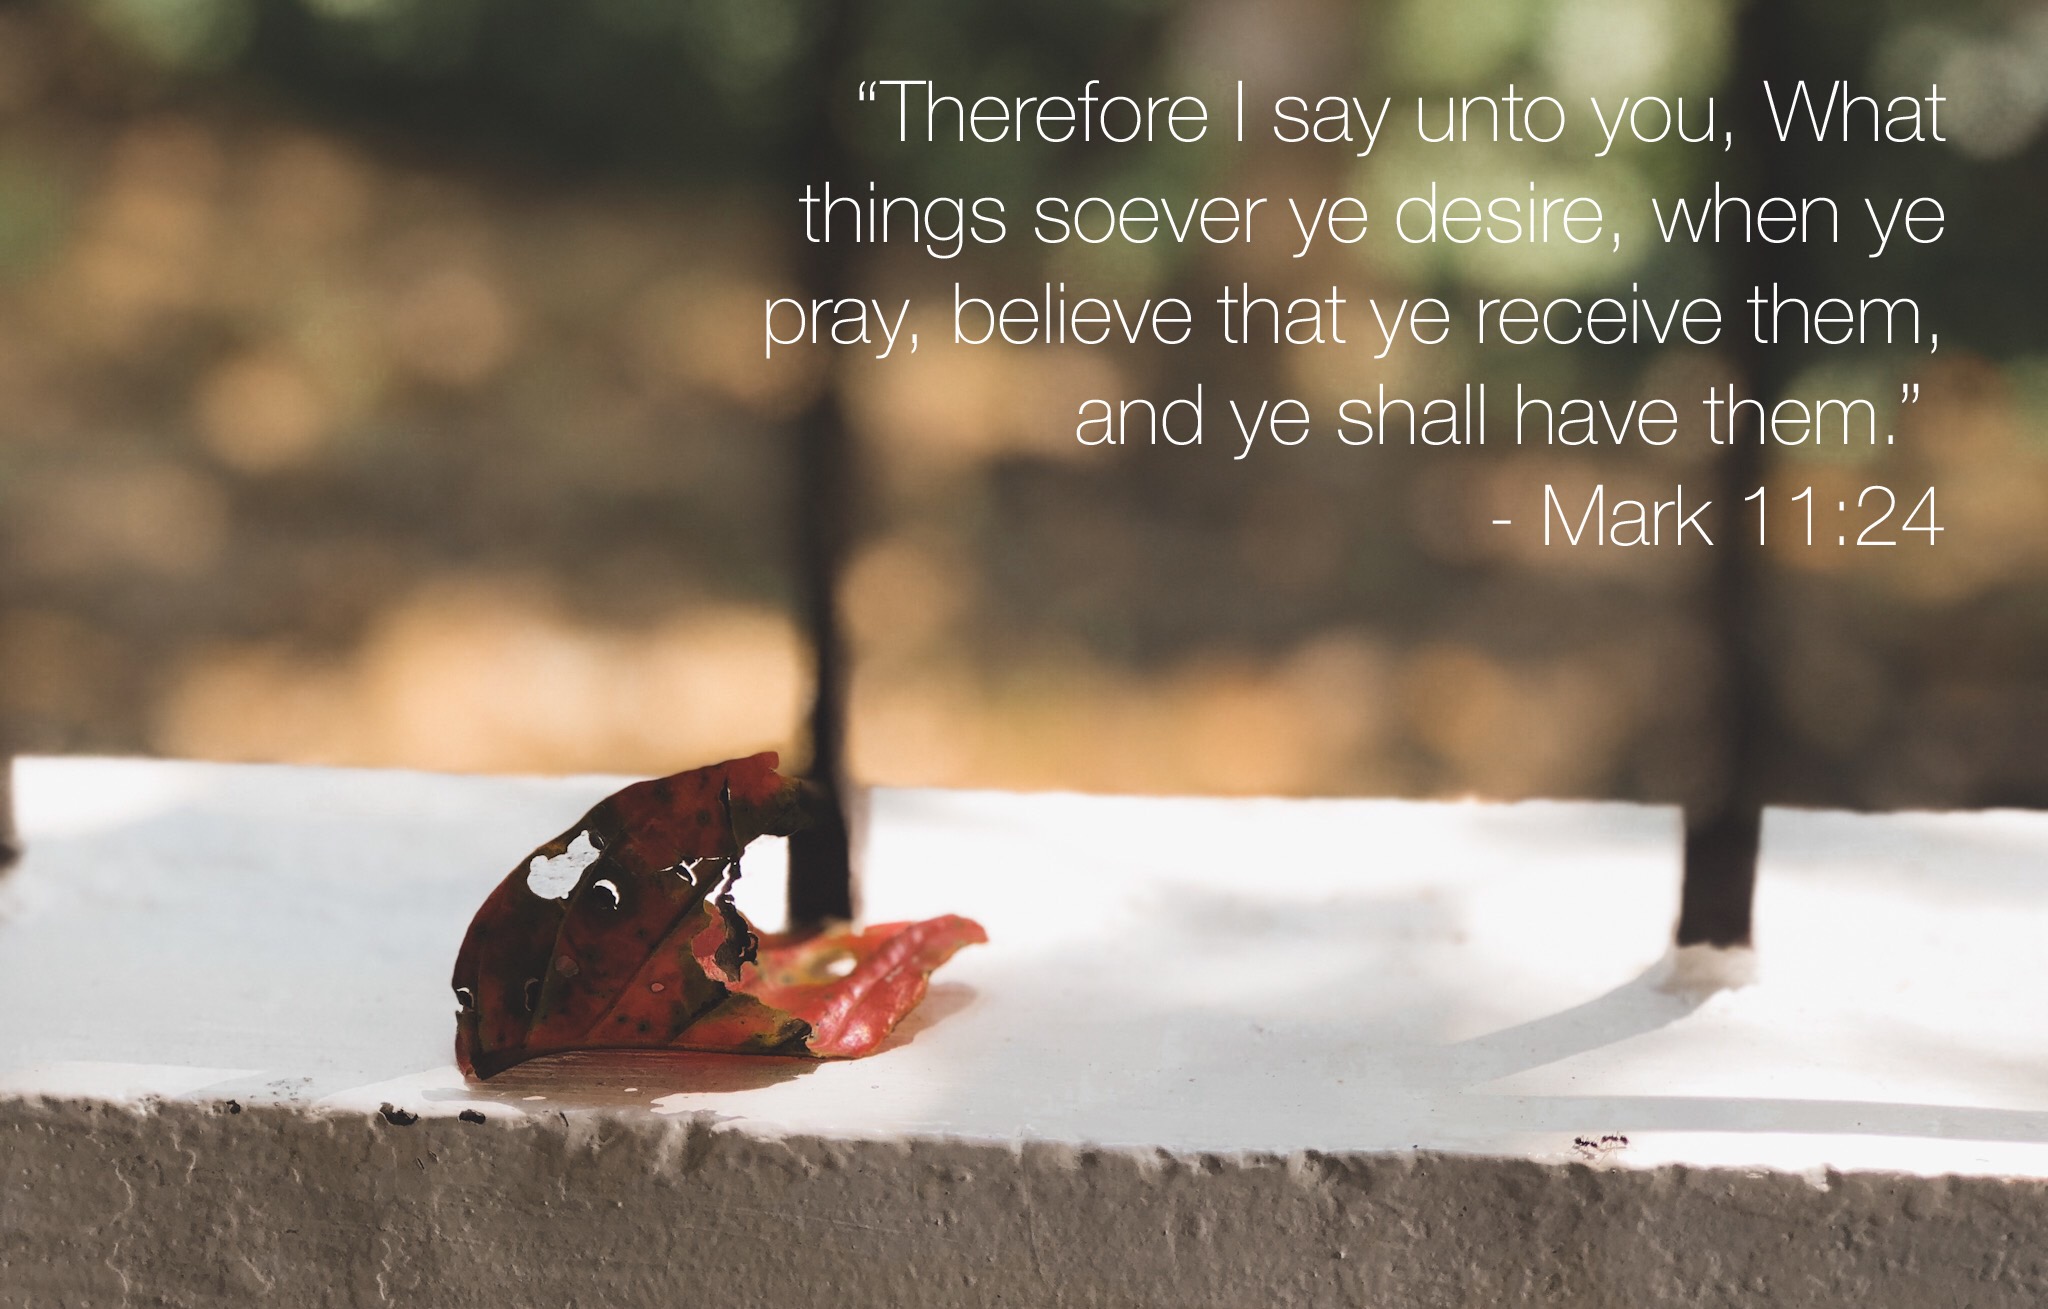 “Therefore I say unto you, What
things soever ye desire, when ye
pray, believe that ye receive them,
and ye shall have them.”
- Mark 11:24